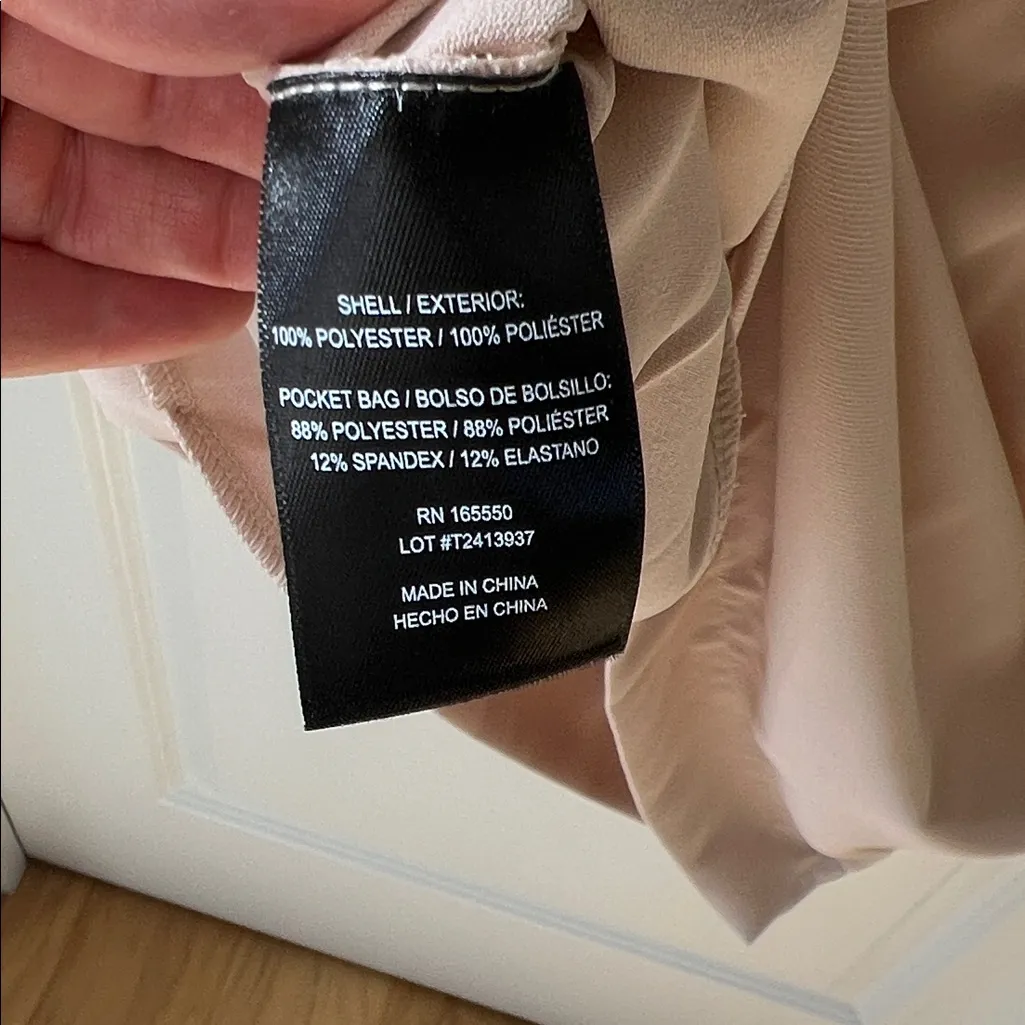 SHELL / EXTERIOR:
100% POLYESTER / 100% POLIÉSTER
POCKET BAG / BOLSO DE BOLSILLO:
88% POLYESTER / 88% POLIÉSTER
12% SPANDEX / 12% ELASTANO
RN 165550
LOT #T2413937
MADE IN CHINA
HECHO EN CHINA